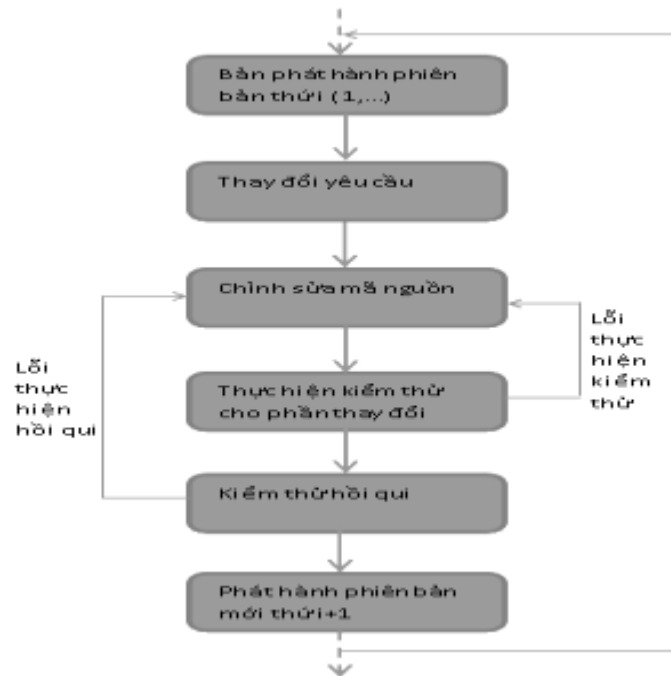 Bản phát hành phiên
bản thứ i (1,...)
Thay đổi yêu cầu
Chỉnh sửa mã nguồn
Lỗi
thực
hiện
kiểm
thử
Lỗi
thực
hiện
hồi qui
Thực hiện kiểm thử
cho phần thay đổi
Kiểm thử hồi qui
Phát hành phiên bản
mới thứ i+1